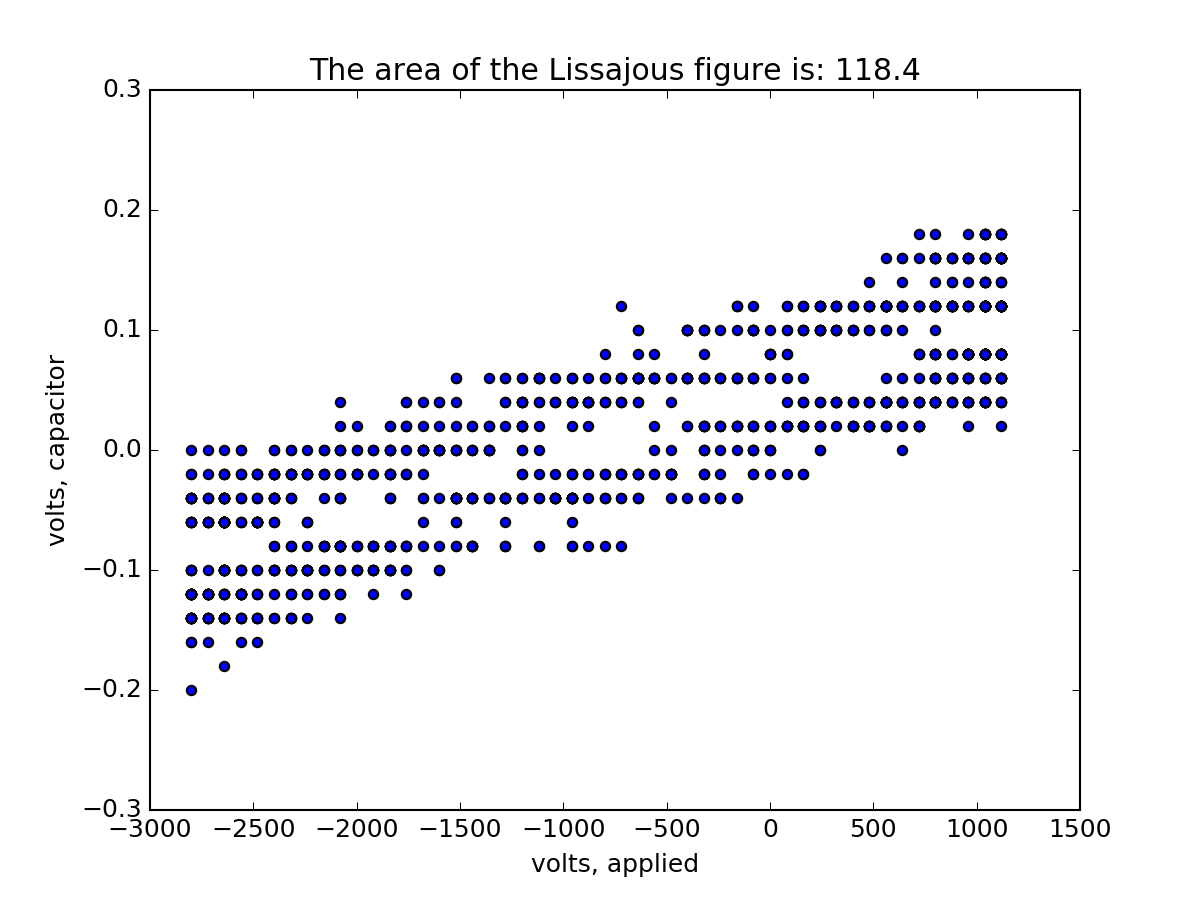 The area of the Lissajous figure is: 118.4
0.3
0.2
0.1
0.0
−0.1
−0.2
−0.3
volts, capacitor
−3000 −2500 −2000 −1500 −1000 −500 0 500 1000 1500
volts, applied